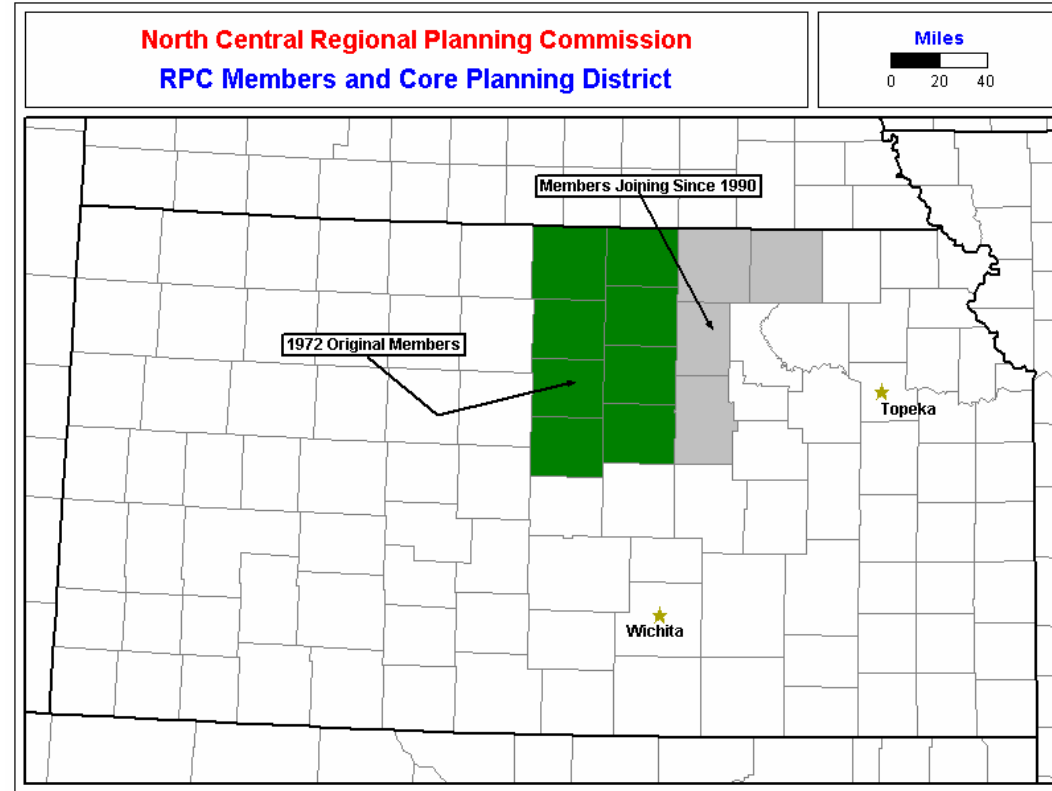 North Central Regional Planning Commission
RPC Members and Core Planning District
Miles
0 20 40
Members Joining Since 1990
1972 Original Members
Topeka
Wichita